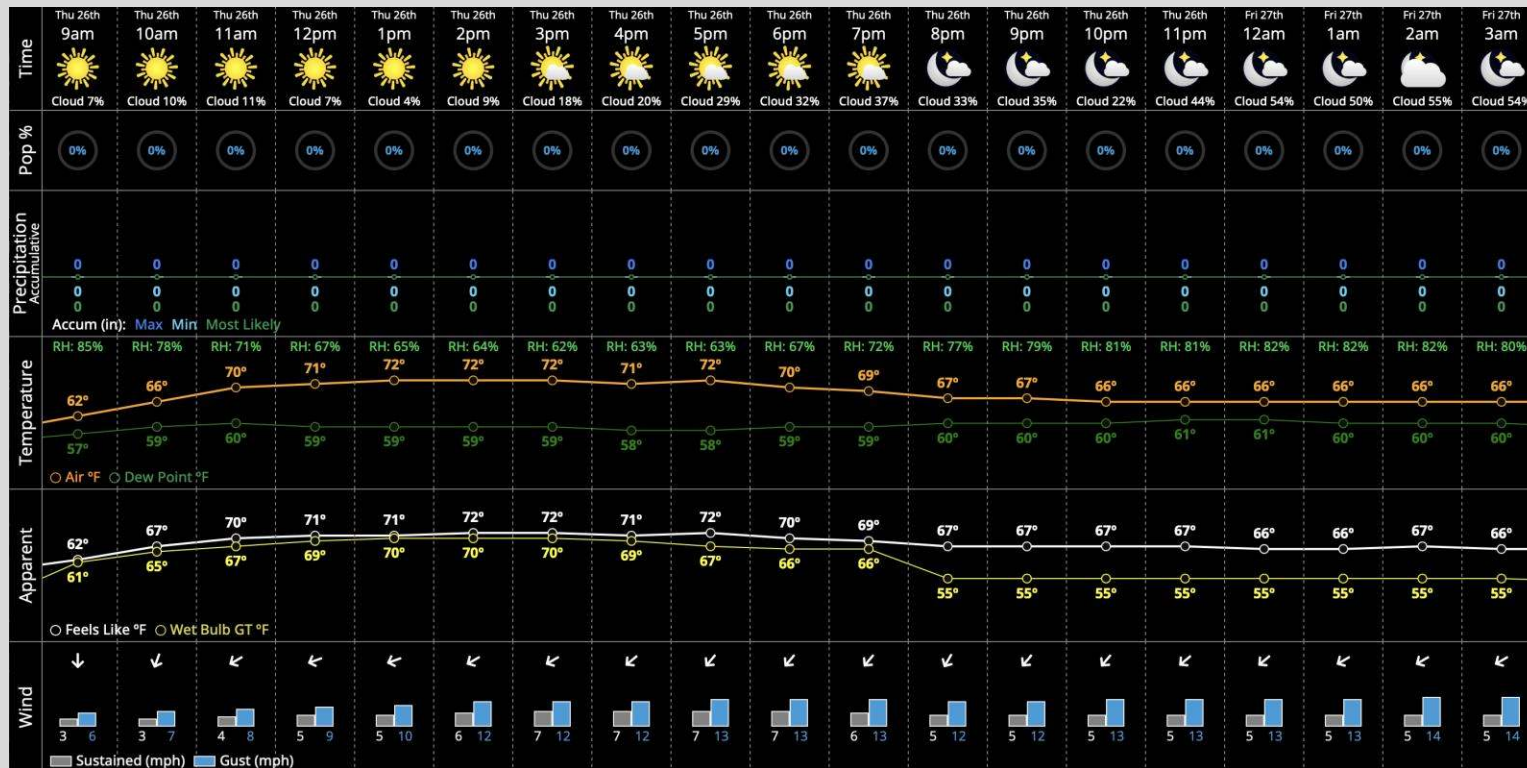 Time
Thu 26th Thu 26th Thu 26th Thu 26th Thu 26th Thu 26th Thu 26th Thu 26th Thu 26th Thu 26th Thu 26th Thu 26th Thu 26th Thu 26th Thu 26th Fri 27th Fri 27th Fri 27th Fri 27th
9am 10am 11am 12pm 1pm 2pm 3pm 4pm 5pm 6pm 7pm 8pm 9pm 10pm 11pm 12am 1am 2am 3am
Cloud 7% Cloud 10% Cloud 11% Cloud 7% Cloud 4% Cloud 9% Cloud 18% Cloud 20% Cloud 29% Cloud 32% Cloud 37% Cloud 33% Cloud 35% Cloud 22% Cloud 44% Cloud 54% Cloud 50% Cloud 55% Cloud 54%
Pop %
0% 0% 0% 0% 0% 0% 0% 0% 0% 0% 0% 0% 0% 0% 0% 0% 0% 0% 0%
Precipitation
Accumulative
0 0 0 0 0 0 0 0 0 0 0 0 0 0 0 0 0 0 0
0 0 0 0 0 0 0 0 0 0 0 0 0 0 0 0 0 0 0
0 0 0 0 0 0 0 0 0 0 0 0 0 0 0 0 0 0 0
Accum (in): Max Min Most Likely
Temperature
RH: 85% RH: 78% RH: 71% RH: 67% RH: 65% RH: 64% RH: 62% RH: 63% RH: 63% RH: 67% RH: 72% RH: 77% RH: 79% RH: 81% RH: 81% RH: 82% RH: 82% RH: 82% RH: 80%
62° 66° 70° 71° 72° 72° 72° 71° 72° 70° 69° 67° 67° 66° 66° 66° 66° 66° 66°
57° 59° 60° 59° 59° 59° 59° 58° 58° 59° 59° 60° 60° 60° 61° 61° 60° 60° 60°
Air °F Dew Point °F
Apparent
62° 67° 70° 71° 71° 72° 72° 71° 72° 70° 69° 67° 67° 67° 67° 66° 66° 67° 66°
61° 65° 67° 69° 70° 70° 70° 69° 67° 66° 66° 55° 55° 55° 55° 55° 55° 55° 55°
Feels Like °F Wet Bulb GT °F
Wind
3 6 3 7 4 8 5 9 5 10 6 12 7 12 7 12 7 13 7 13 6 13 5 12 5 12 5 13 5 13 5 13 5 13 5 14 5 14
Sustained (mph) Gust (mph)